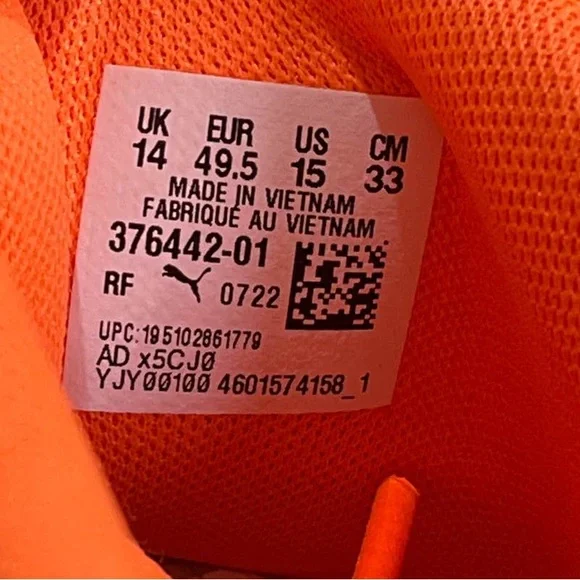 UK EUR US CM
14 49.5 15 33
MADE IN VIETNAM
FABRIQUÉ AU VIETNAM
376442-01
RF 0722
UPC:195102861779
AD x5CJ0
YJY00100 4601574158_1